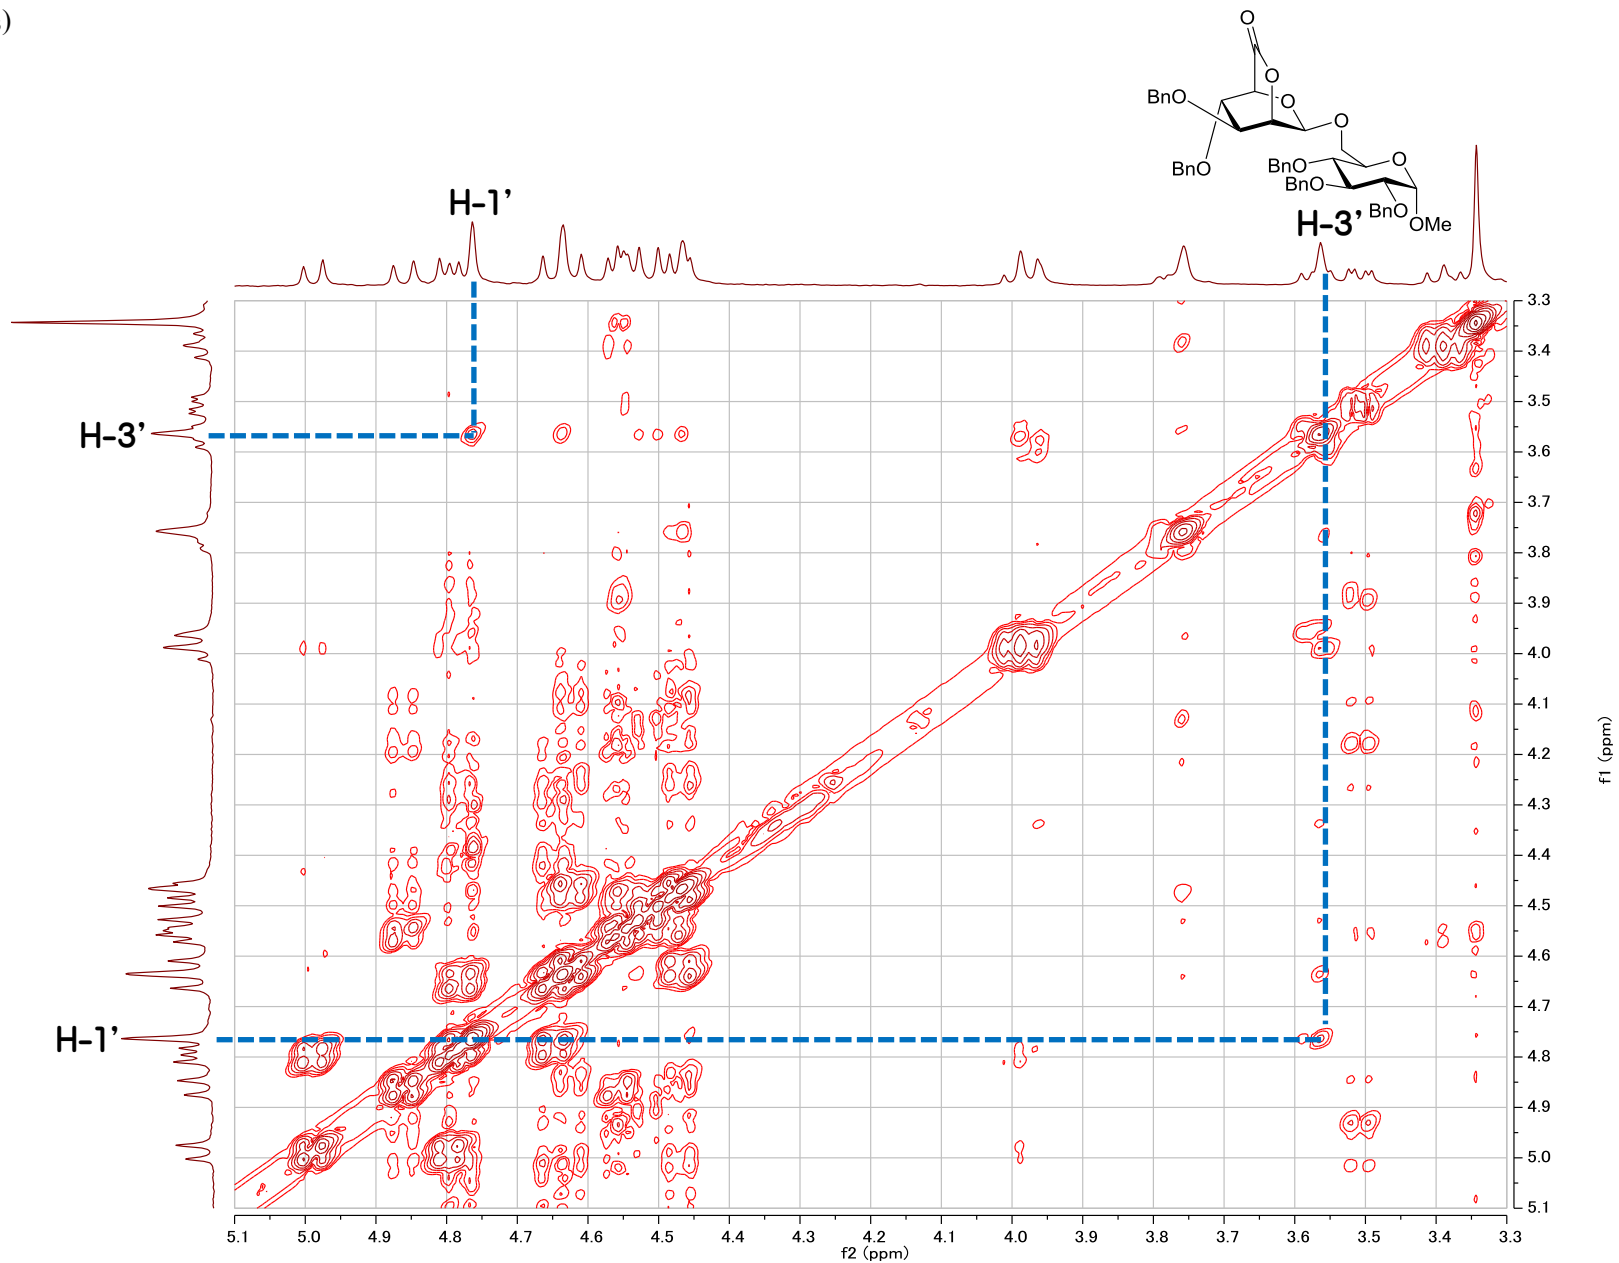 )
O
O
BnO
O
O
BnO
BnO
O
BnO
BnO
OMe
H-1’
H-3’
H-3’
H-1’
3.3
3.4
3.5
3.6
3.7
3.8
3.9
4.0
4.1
4.2
4.3
4.4
4.5
4.6
4.7
4.8
4.9
5.0
5.1
f1 (ppm)
5.1 5.0 4.9 4.8 4.7 4.6 4.5 4.4 4.3 4.2 4.1 4.0 3.9 3.8 3.7 3.6 3.5 3.4 3.3
f2 (ppm)